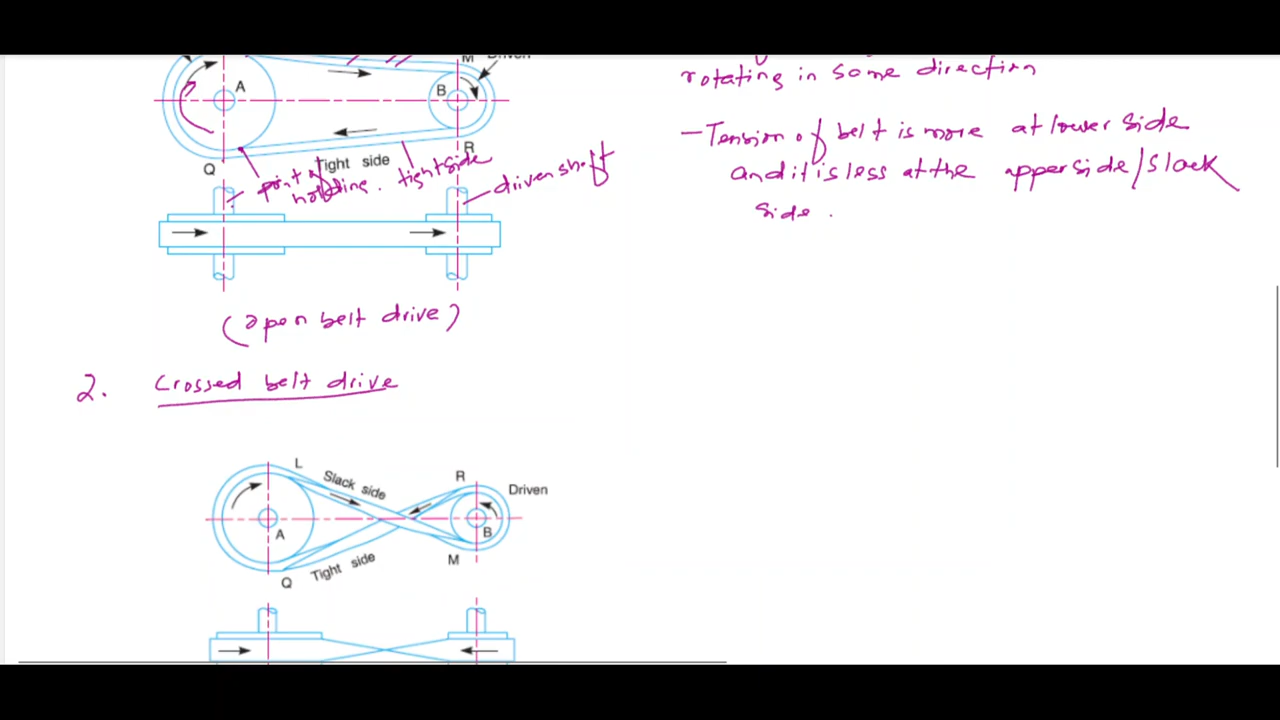 M Driven
rotating in same direction
A
B
– Tension of belt is more at lower side
and it is less at the upper side/slack
side.
Q
Tight side
R
point of
holding.
tight side
driven shaft
(open belt drive)
2. Crossed belt drive
L
Slack side
R
Driven
A
B
Q
Tight side
M